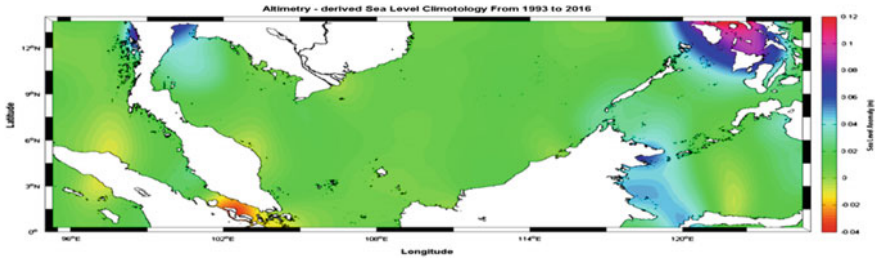 Altimetry - derived Sea Level Climotology From 1993 to 2016
12°N
9°N
6°N
3°N
0°
Latitude
96°E
102°E
108°E
114°E
120°E
Longitude
0.12
0.1
0.08
0.06
0.04
0.02
0
-0.02
-0.04
Sea Level Anomaly (m)